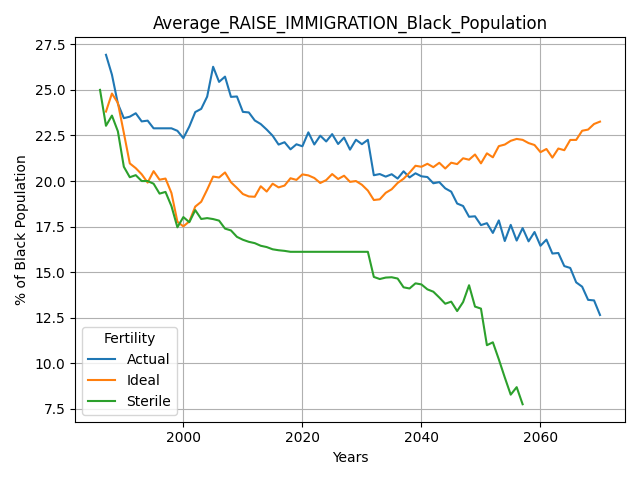 Average_RAISE_IMMIGRATION_Black_Population
% of Black Population
27.5
25.0
22.5
20.0
17.5
15.0
12.5
10.0
7.5
Fertility
Actual
Ideal
Sterile
2000 2020 2040 2060
Years